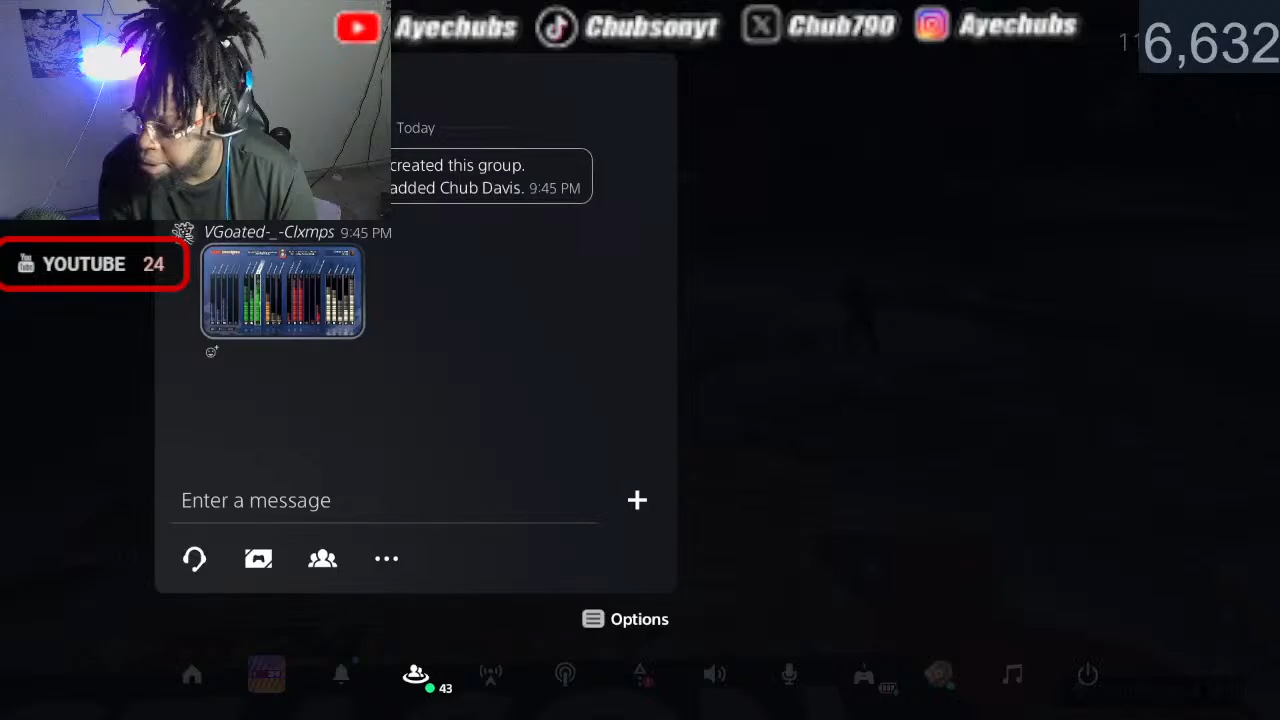 Ayechubs Chubsonyt Chub790 Ayechubs
6,632
Today
created this group.
added Chub Davis. 9:45 PM
VGoated-_-Clxmps 9:45 PM
YOUTUBE 24
Enter a message
Options
43